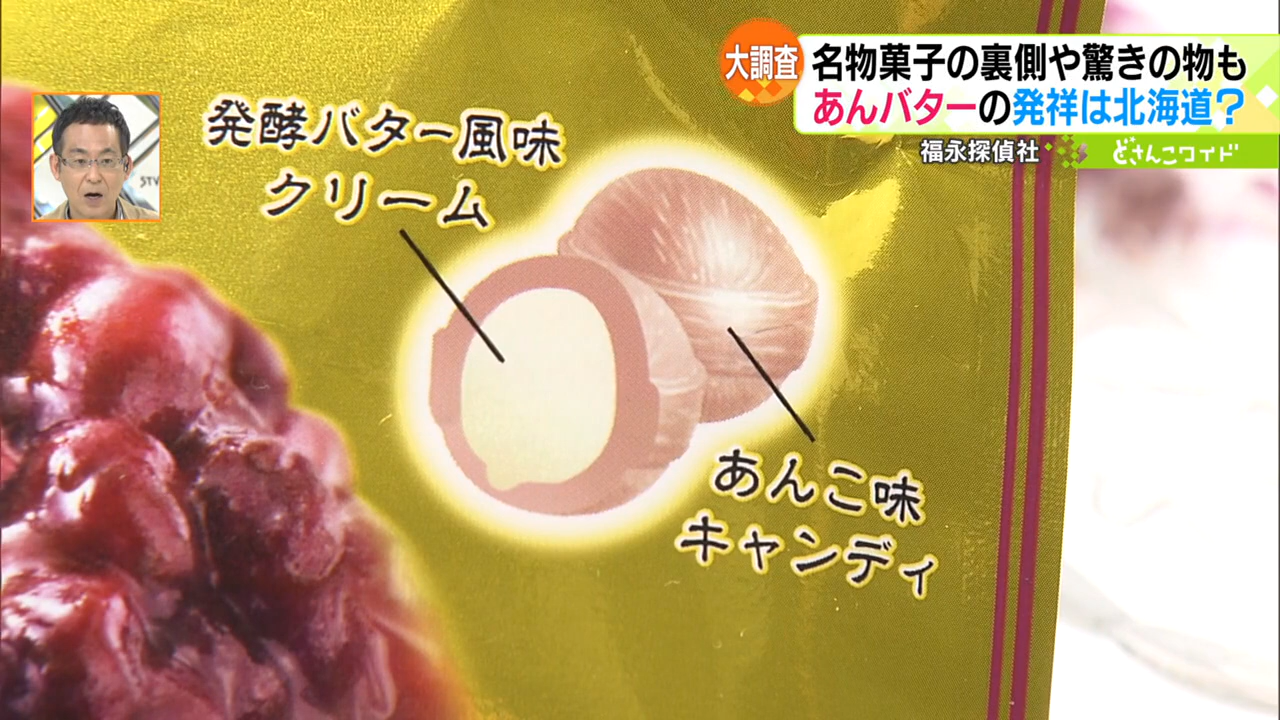 大調査
名物菓子の裏側や驚きの物も
あんバターの発祥は北海道？
福永探偵社
どさんこワイド
STV
発酵バター風味
クリーム
あんこ味
キャンディ